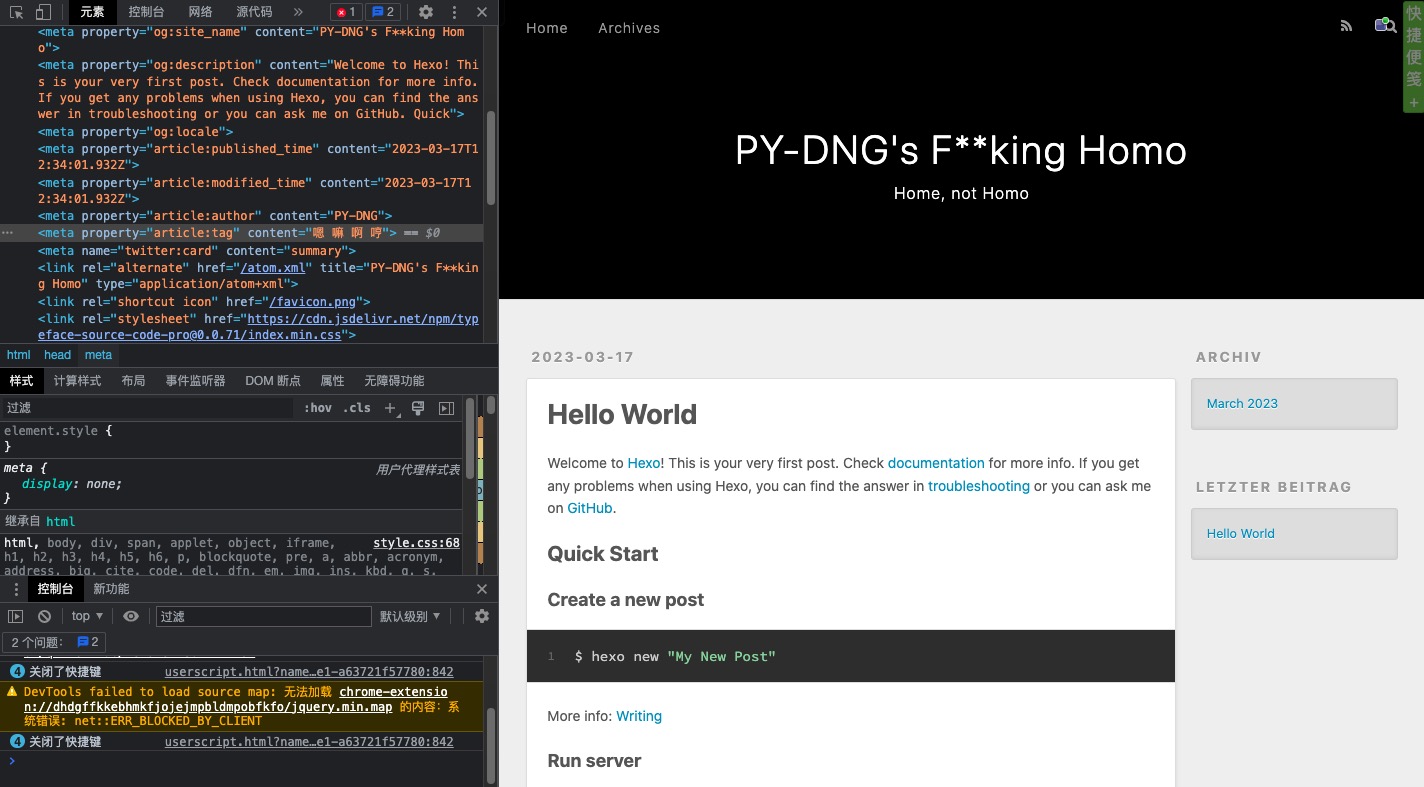 元素 控制台 网络 源代码 » 1 2
<meta property="og:site_name" content="PY-DNG's F**king Hom
o">
<meta property="og:description" content="Welcome to Hexo! Thi
s is your very first post. Check documentation for more info.
If you get any problems when using Hexo, you can find the ans
wer in troubleshooting or you can ask me on GitHub. Quick">
<meta property="og:locale">
<meta property="article:published_time" content="2023-03-17T1
2:34:01.932Z">
<meta property="article:modified_time" content="2023-03-17T1
2:34:01.932Z">
<meta property="article:author" content="PY-DNG">
… <meta property="article:tag" content="嗯 嘛 啊 哼"> == $0
<meta name="twitter:card" content="summary">
<link rel="alternate" href="/atom.xml" title="PY-DNG's F**kin
g Homo" type="application/atom+xml">
<link rel="shortcut icon" href="/favicon.png">
<link rel="stylesheet" href="https://cdn.jsdelivr.net/npm/typ
eface-source-code-pro@0.0.71/index.min.css">
html head meta
样式 计算样式 布局 事件监听器 DOM 断点 属性 无障碍功能
过滤 :hov .cls +
element.style {
}
meta { 用户代理样式表
display: none;
}
继承自 html
html, body, div, span, applet, object, iframe, style.css:68
h1, h2, h3, h4, h5, h6, p, blockquote, pre, a, abbr, acronym,
address, big, cite, code, del, dfn, em, img, ins, kbd, q, s,
控制台 新功能
top ▼ 过滤 默认级别 ▼
2 个问题: 2
4 关闭了快捷键 userscript.html?name…e1-a63721f57780:842
DevTools failed to load source map: 无法加载 chrome-extensio
n://dhdgffkkebhmkfjojejmpbldmpobfkfo/jquery.min.map 的内容：系
统错误: net::ERR_BLOCKED_BY_CLIENT
4 关闭了快捷键 userscript.html?name…e1-a63721f57780:842
>
Home Archives
快
捷
便
笺
+
PY-DNG's F**king Homo
Home, not Homo
2023-03-17
Hello World
Welcome to Hexo! This is your very first post. Check documentation for more info. If you get
any problems when using Hexo, you can find the answer in troubleshooting or you can ask me
on GitHub.
Quick Start
Create a new post
1 $ hexo new "My New Post"
More info: Writing
Run server
ARCHIV
March 2023
LETZTER BEITRAG
Hello World